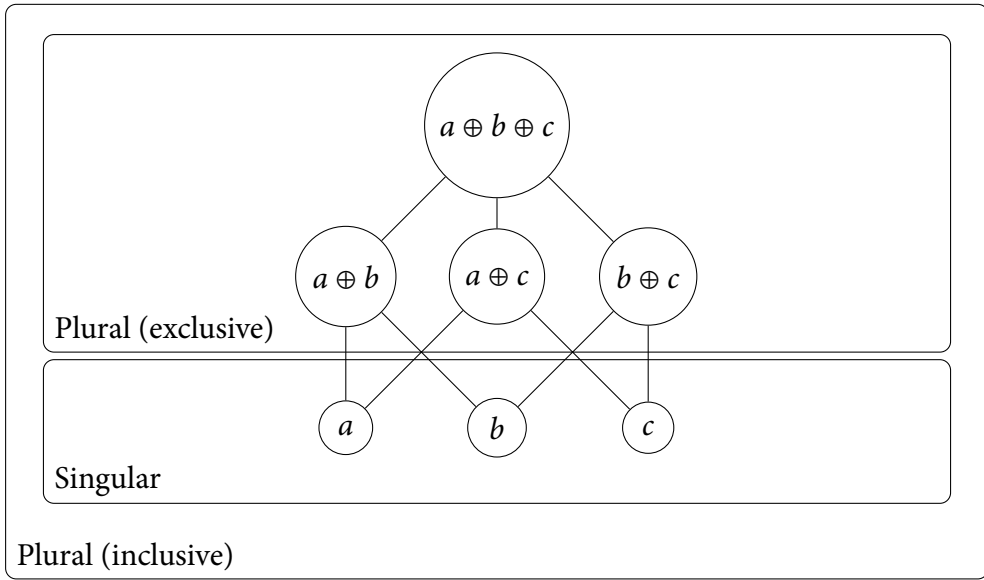 a ⊕ b ⊕ c
a ⊕ b
a ⊕ c
b ⊕ c
Plural (exclusive)
a
b
c
Singular
Plural (inclusive)